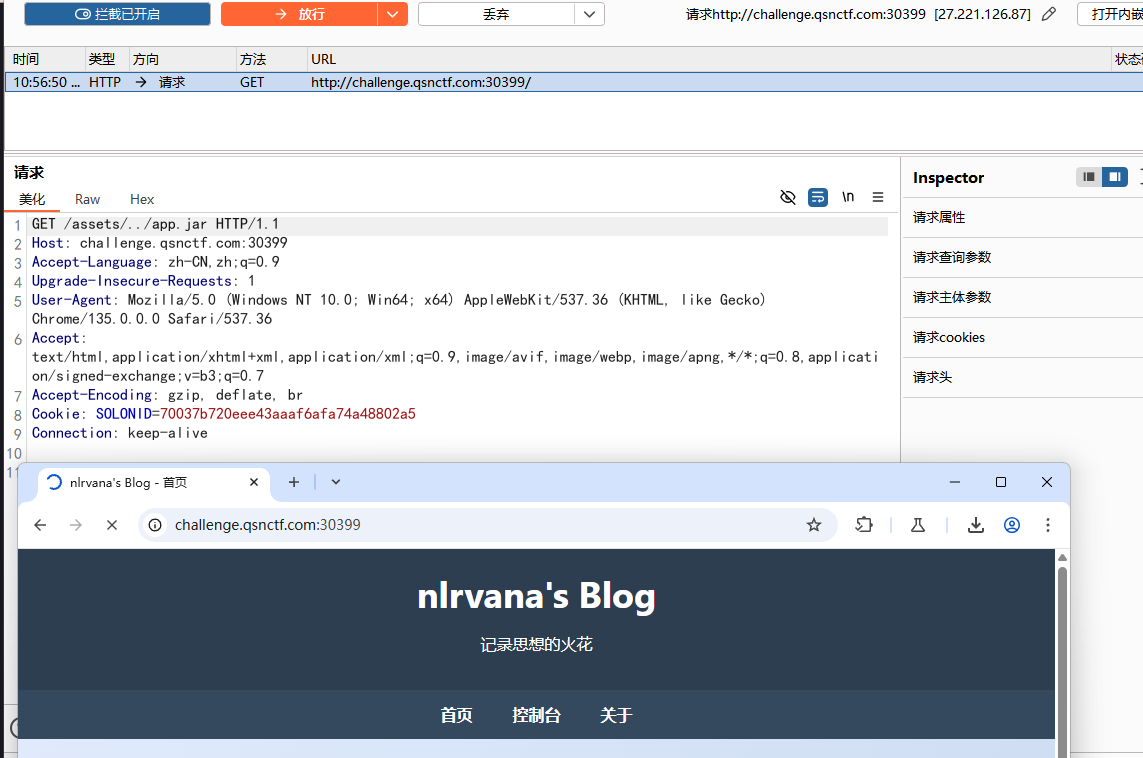 拦截已开启 放行 丢弃 请求http://challenge.qsnctf.com:30399 [27.221.126.87] 打开内嵌
时间 类型 方向 方法 URL 状态
10:56:50 ... HTTP → 请求 GET http://challenge.qsnctf.com:30399/
请求
美化 Raw Hex \n
Inspector
请求属性
请求查询参数
请求主体参数
请求cookies
请求头
1 GET /assets/../app.jar HTTP/1.1
2 Host: challenge.qsnctf.com:30399
3 Accept-Language: zh-CN,zh;q=0.9
4 Upgrade-Insecure-Requests: 1
5 User-Agent: Mozilla/5.0 (Windows NT 10.0; Win64; x64) AppleWebKit/537.36 (KHTML, like Gecko)
Chrome/135.0.0.0 Safari/537.36
6 Accept:
text/html,application/xhtml+xml,application/xml;q=0.9,image/avif,image/webp,image/apng,*/*;q=0.8,applicati
on/signed-exchange;v=b3;q=0.7
7 Accept-Encoding: gzip, deflate, br
8 Cookie: SOLONID=70037b720eee43aaaf6afa74a48802a5
9 Connection: keep-alive
10
11
nlrvana's Blog - 首页
challenge.qsnctf.com:30399
nlrvana's Blog
记录思想的火花
首页 控制台 关于